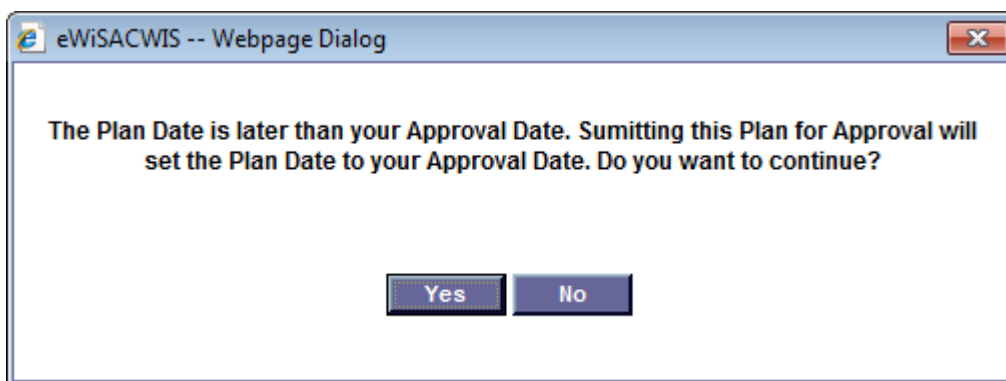 eWiSACWIS -- Webpage Dialog
The Plan Date is later than your Approval Date. Sumitting this Plan for Approval will
set the Plan Date to your Approval Date. Do you want to continue?
Yes No